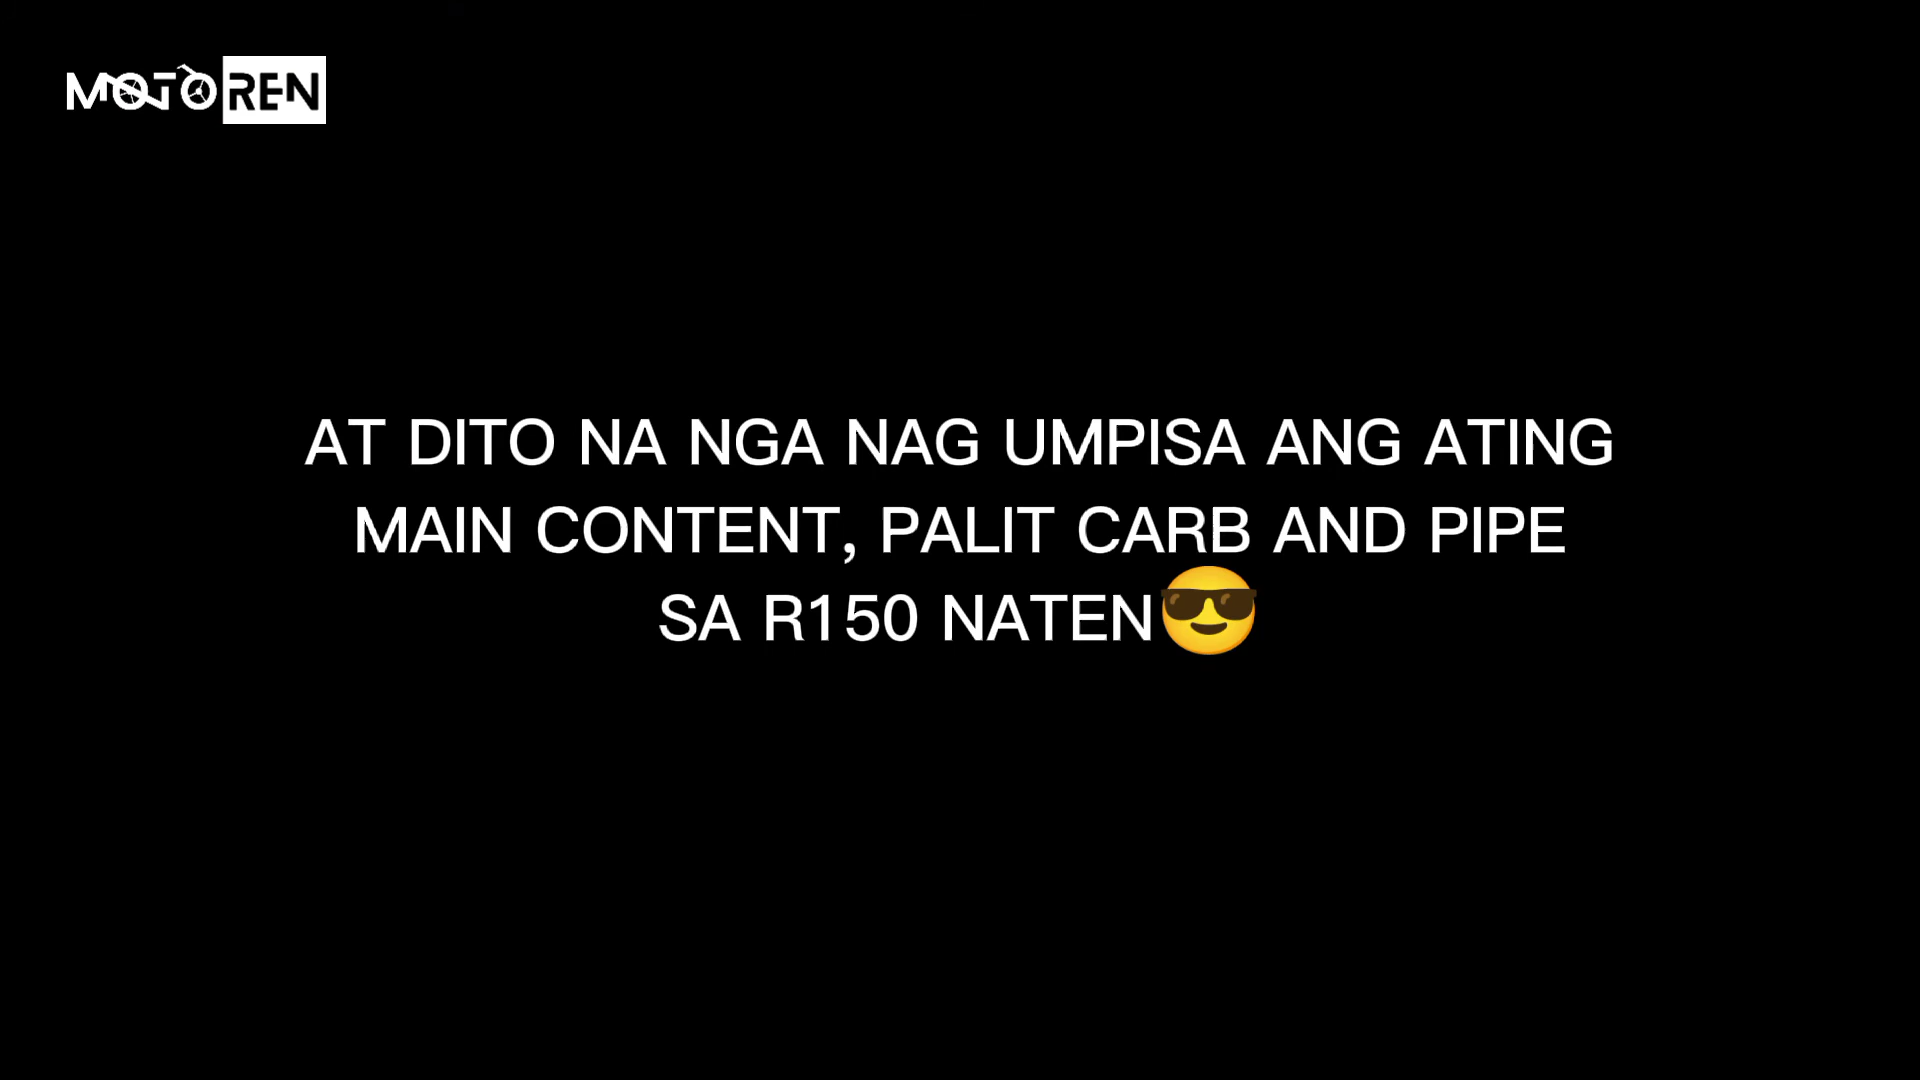 MOTOREN
AT DITO NA NGA NAG UMPISA ANG ATING
MAIN CONTENT, PALIT CARB AND PIPE
SA R150 NATEN😎